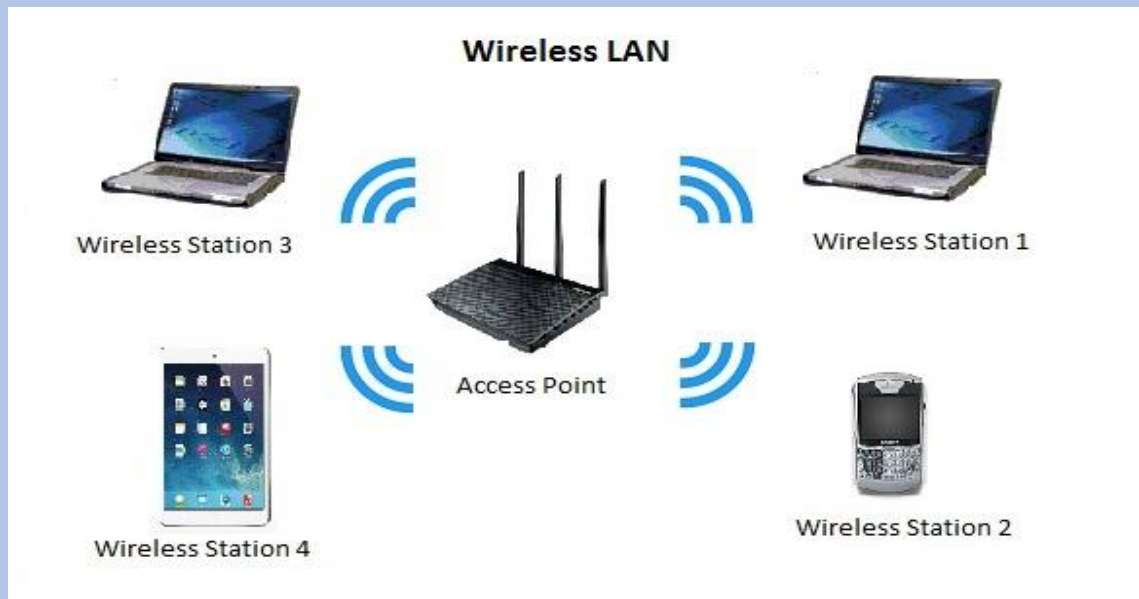 Wireless LAN
Wireless Station 3
Wireless Station 1
Access Point
Wireless Station 4
Wireless Station 2